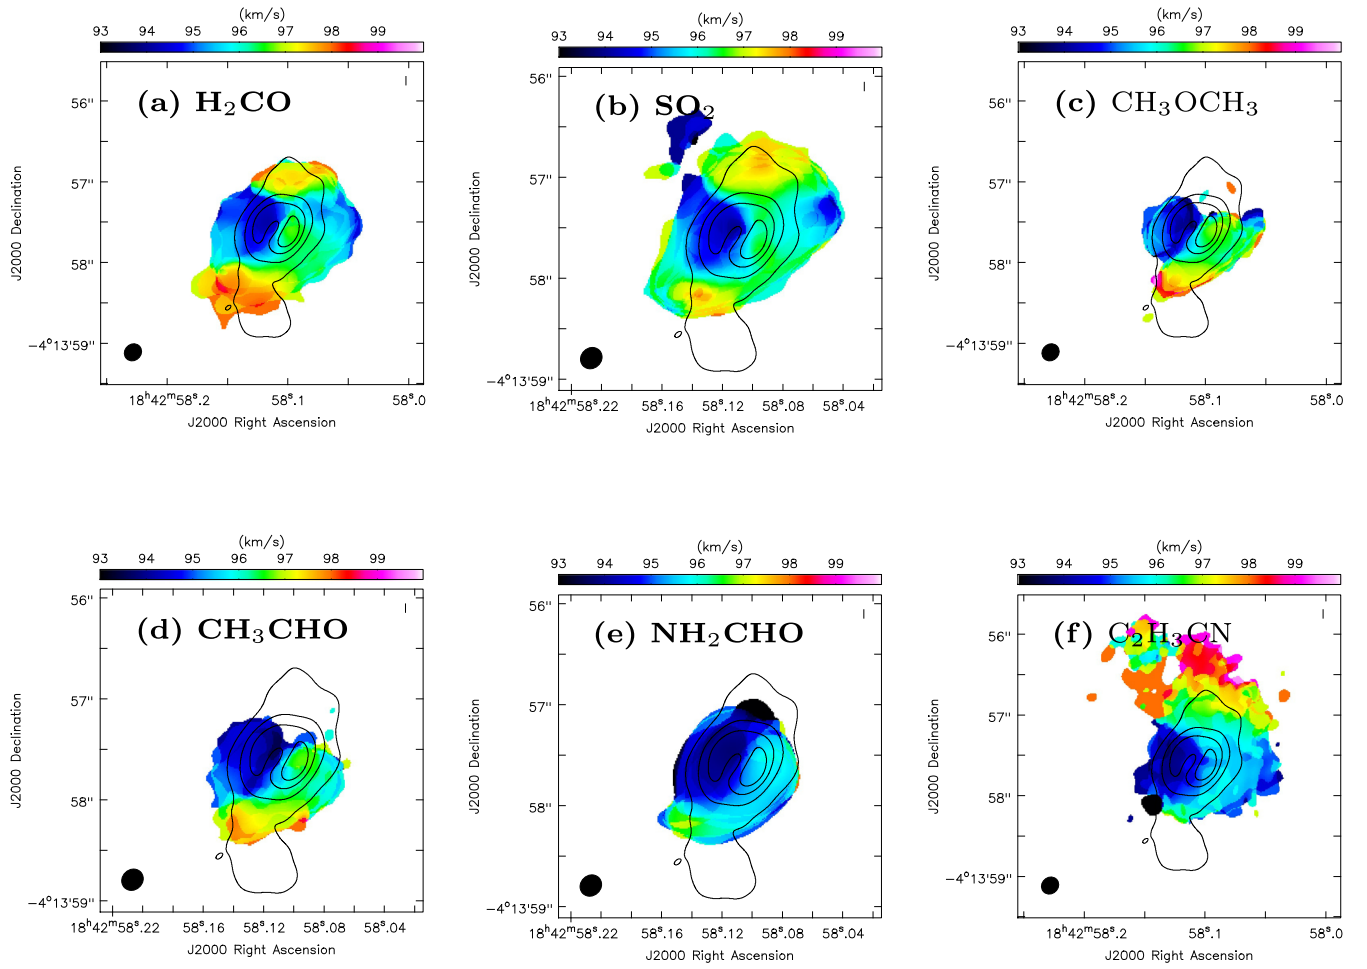 (km/s)
93 94 95 96 97 98 99
(a) H₂CO
56"
57"
58"
−4°13'59"
J2000 Declination
18ʰ42ᵐ58ˢ.2 58ˢ.1 58ˢ.0
J2000 Right Ascension
(km/s)
93 94 95 96 97 98 99
(b) SO₂
56"
57"
58"
−4°13'59"
J2000 Declination
18ʰ42ᵐ58ˢ.22 58ˢ.16 58ˢ.12 58ˢ.08 58ˢ.04
J2000 Right Ascension
(km/s)
93 94 95 96 97 98 99
(c) CH₃OCH₃
56"
57"
58"
−4°13'59"
J2000 Declination
18ʰ42ᵐ58ˢ.2 58ˢ.1 58ˢ.0
J2000 Right Ascension
(km/s)
93 94 95 96 97 98 99
(d) CH₃CHO
56"
57"
58"
−4°13'59"
J2000 Declination
18ʰ42ᵐ58ˢ.22 58ˢ.16 58ˢ.12 58ˢ.08 58ˢ.04
J2000 Right Ascension
(km/s)
93 94 95 96 97 98 99
(e) NH₂CHO
56"
57"
58"
−4°13'59"
J2000 Declination
18ʰ42ᵐ58ˢ.22 58ˢ.16 58ˢ.12 58ˢ.08 58ˢ.04
J2000 Right Ascension
(km/s)
93 94 95 96 97 98 99
(f) C₂H₃CN
56"
57"
58"
−4°13'59"
J2000 Declination
18ʰ42ᵐ58ˢ.2 58ˢ.1 58ˢ.0
J2000 Right Ascension